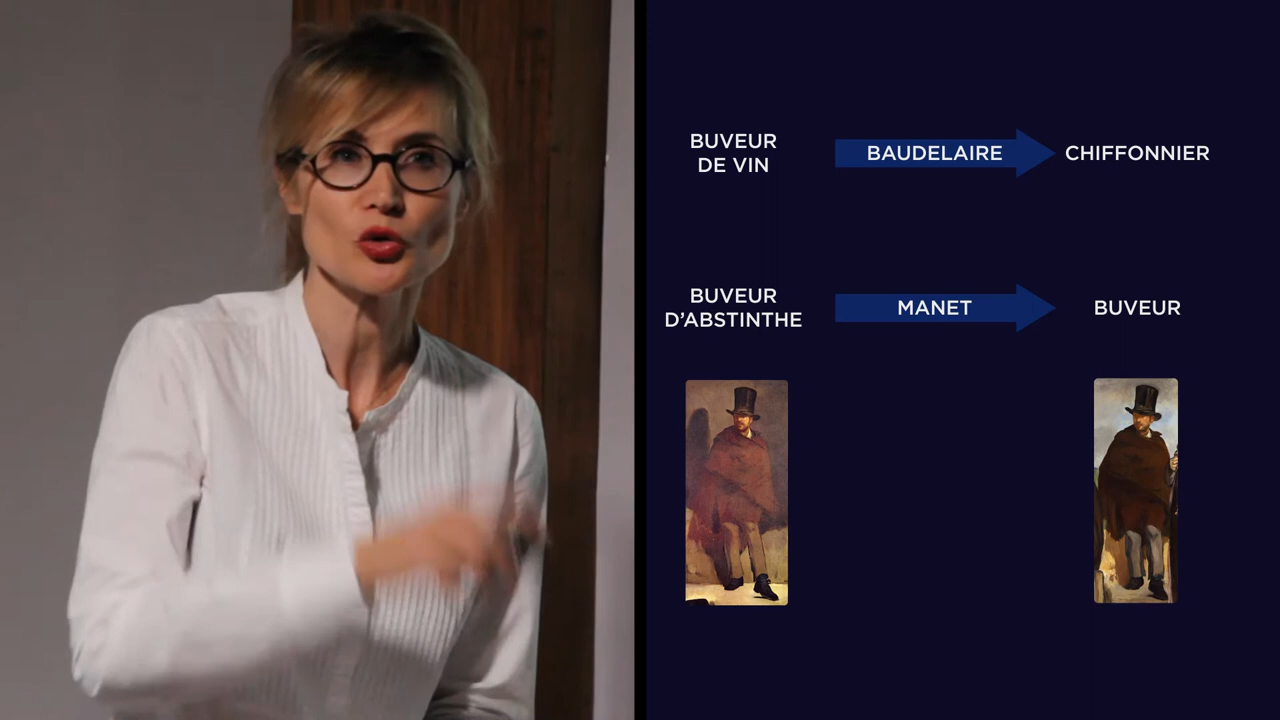 BUVEUR
DE VIN
BAUDELAIRE
CHIFFONNIER
BUVEUR
D'ABSTINTHE
MANET
BUVEUR